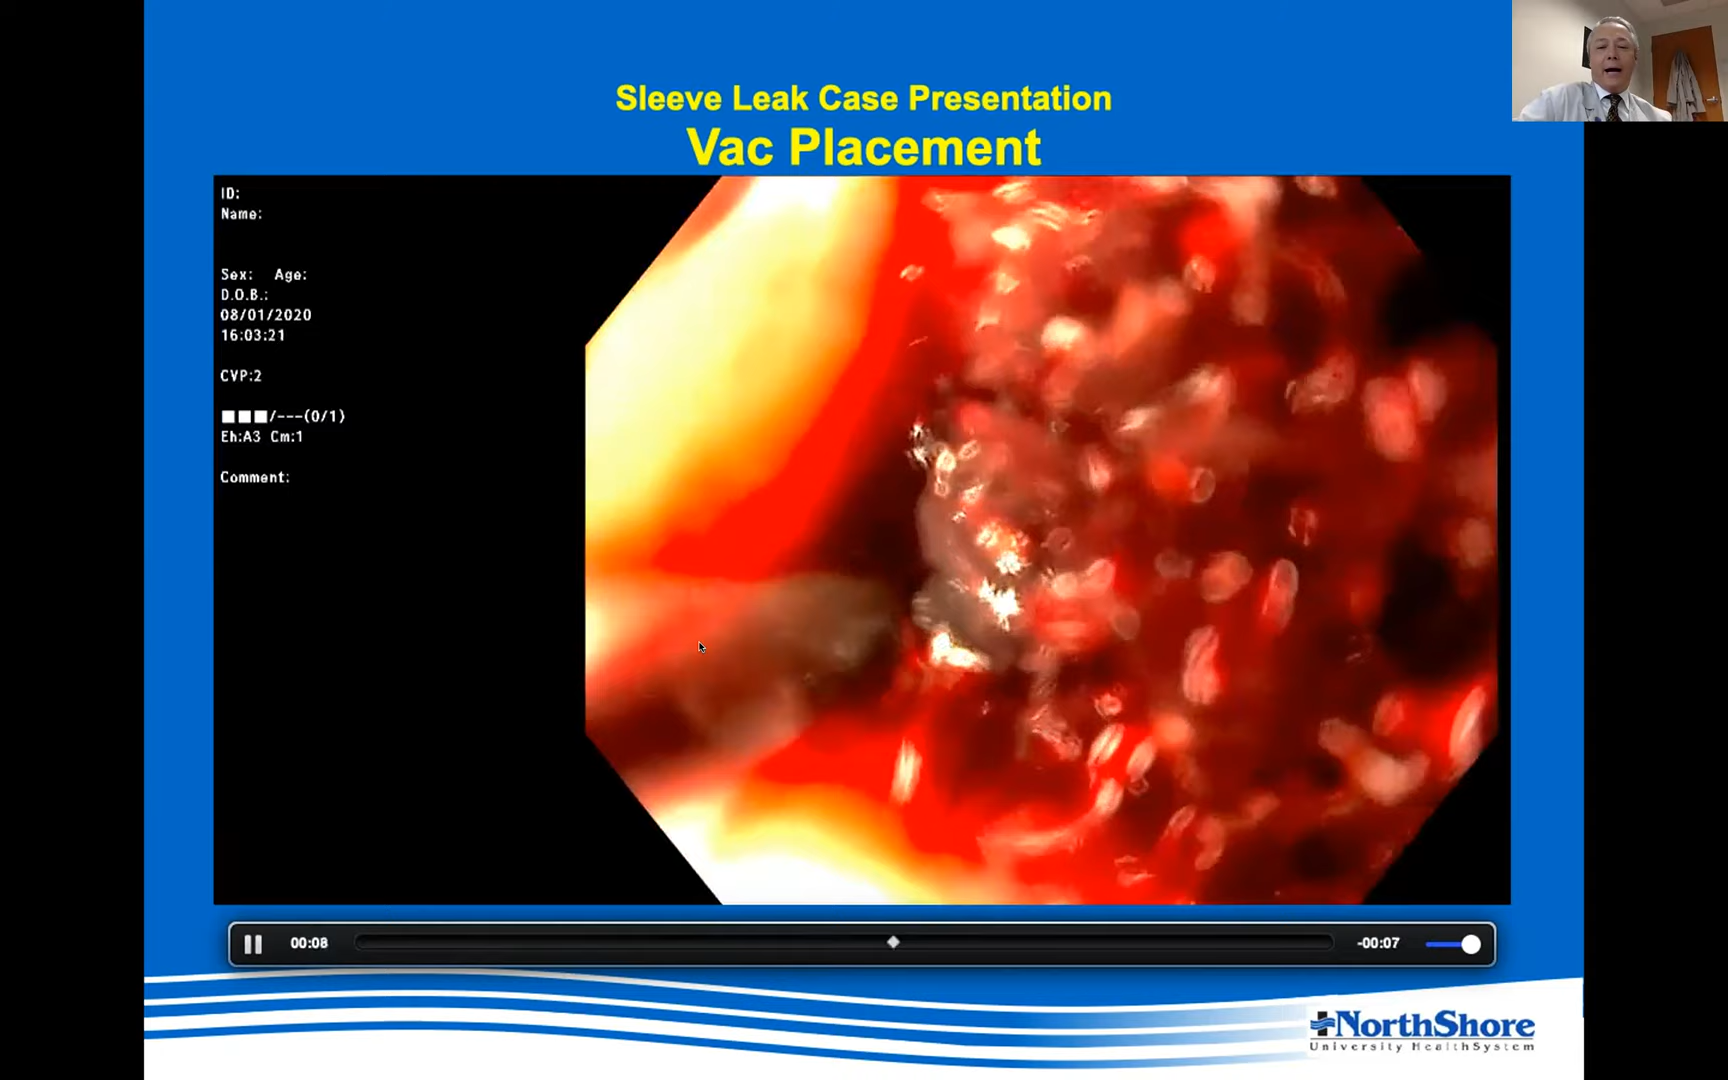 Sleeve Leak Case Presentation
Vac Placement
ID:
Name:
Sex: Age:
D.O.B.:
08/01/2020
16:03:21
CVP:2
■■■/---(0/1)
Eh:A3 Cm:1
Comment:
00:08
-00:07
NorthShore
University HealthSystem